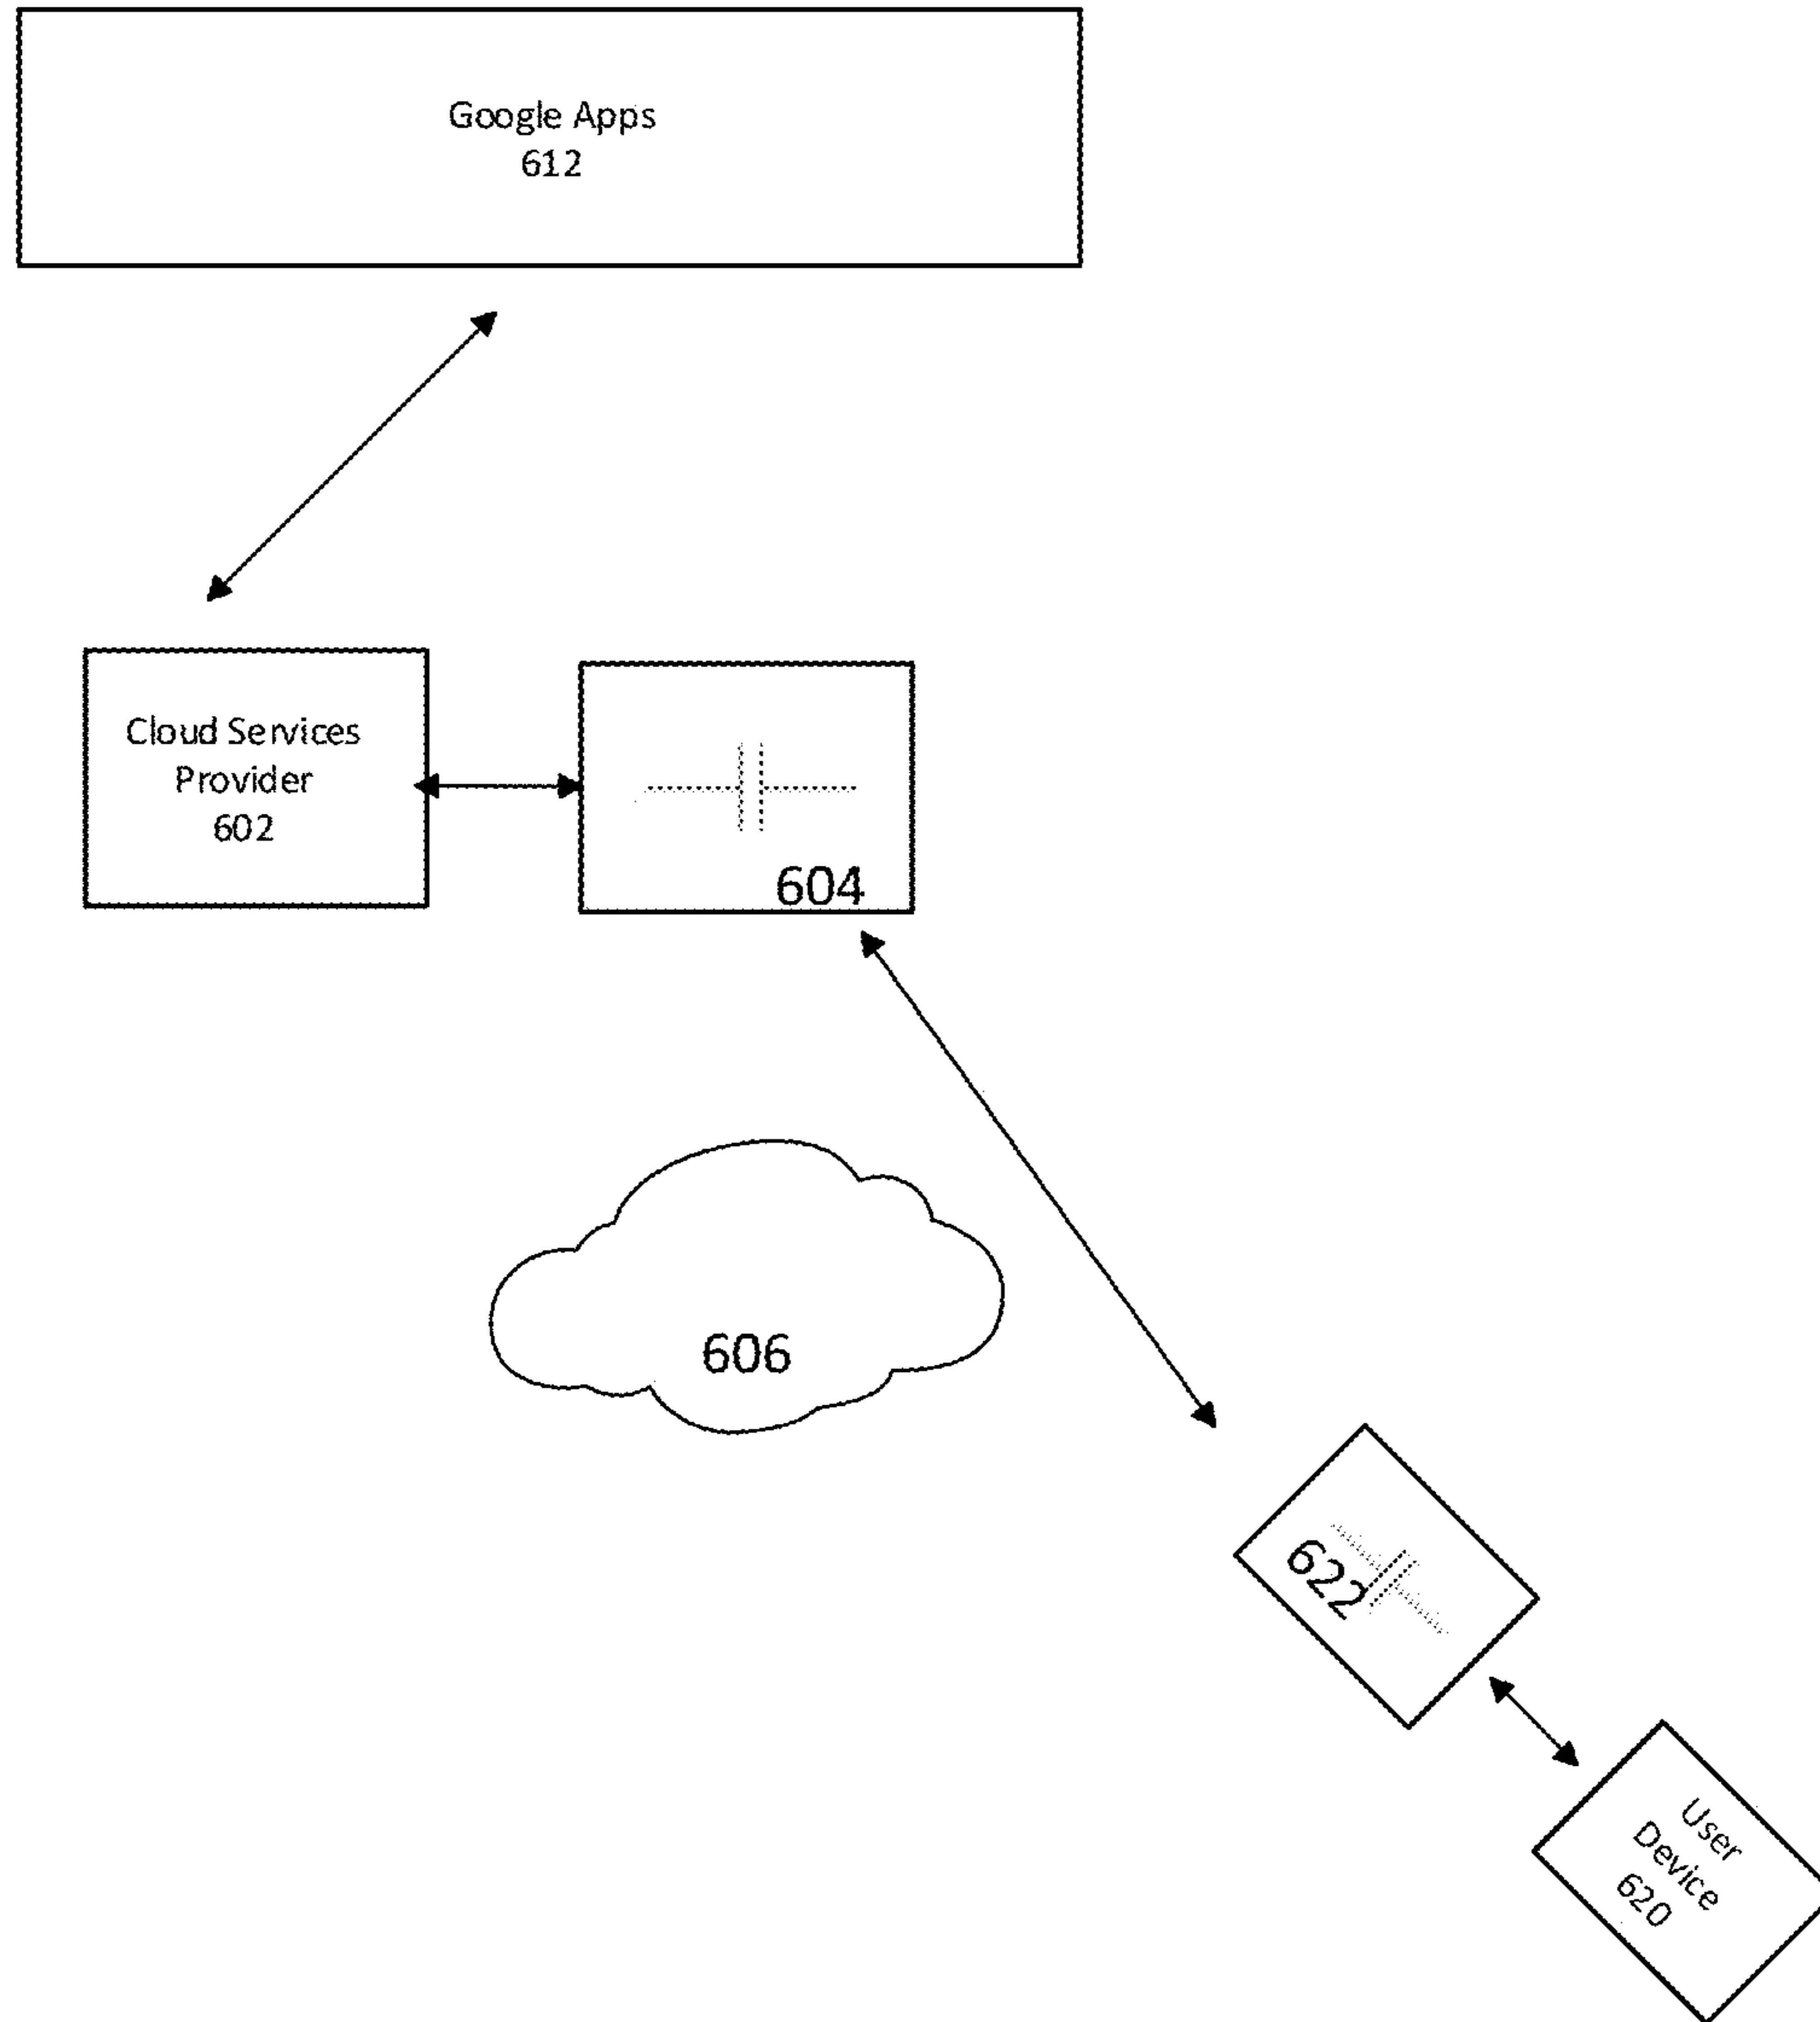 Google Apps
612
Cloud Services
Provider
602
604
606
622
User
Device
620